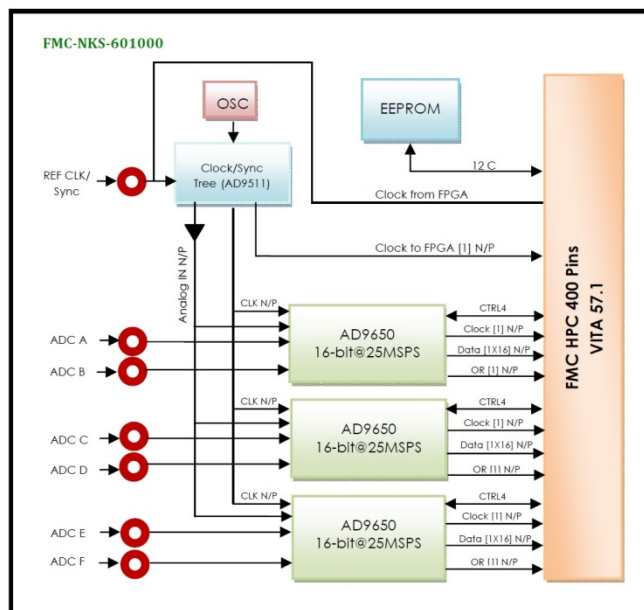 FMC-NKS-601000
OSC
EEPROM
REF CLK/
Sync
Clock/Sync
Tree (AD9511)
12 C
Clock from FPGA
Clock to FPGA [1] N/P
Analog IN N/P
FMC HPC 400 Pins
VITA 57.1
CLK N/P
ADC A
ADC B
AD9650
16-bit@25MSPS
CTRL4
Clock [1] N/P
Data [1X16] N/P
OR [1] N/P
CLK N/P
ADC C
ADC D
AD9650
16-bit@25MSPS
CTRL4
Clock [1] N/P
Data [1X16] N/P
OR [1] N/P
CLK N/P
ADC E
ADC F
AD9650
16-bit@25MSPS
CTRL4
Clock [1] N/P
Data [1X16] N/P
OR [1] N/P